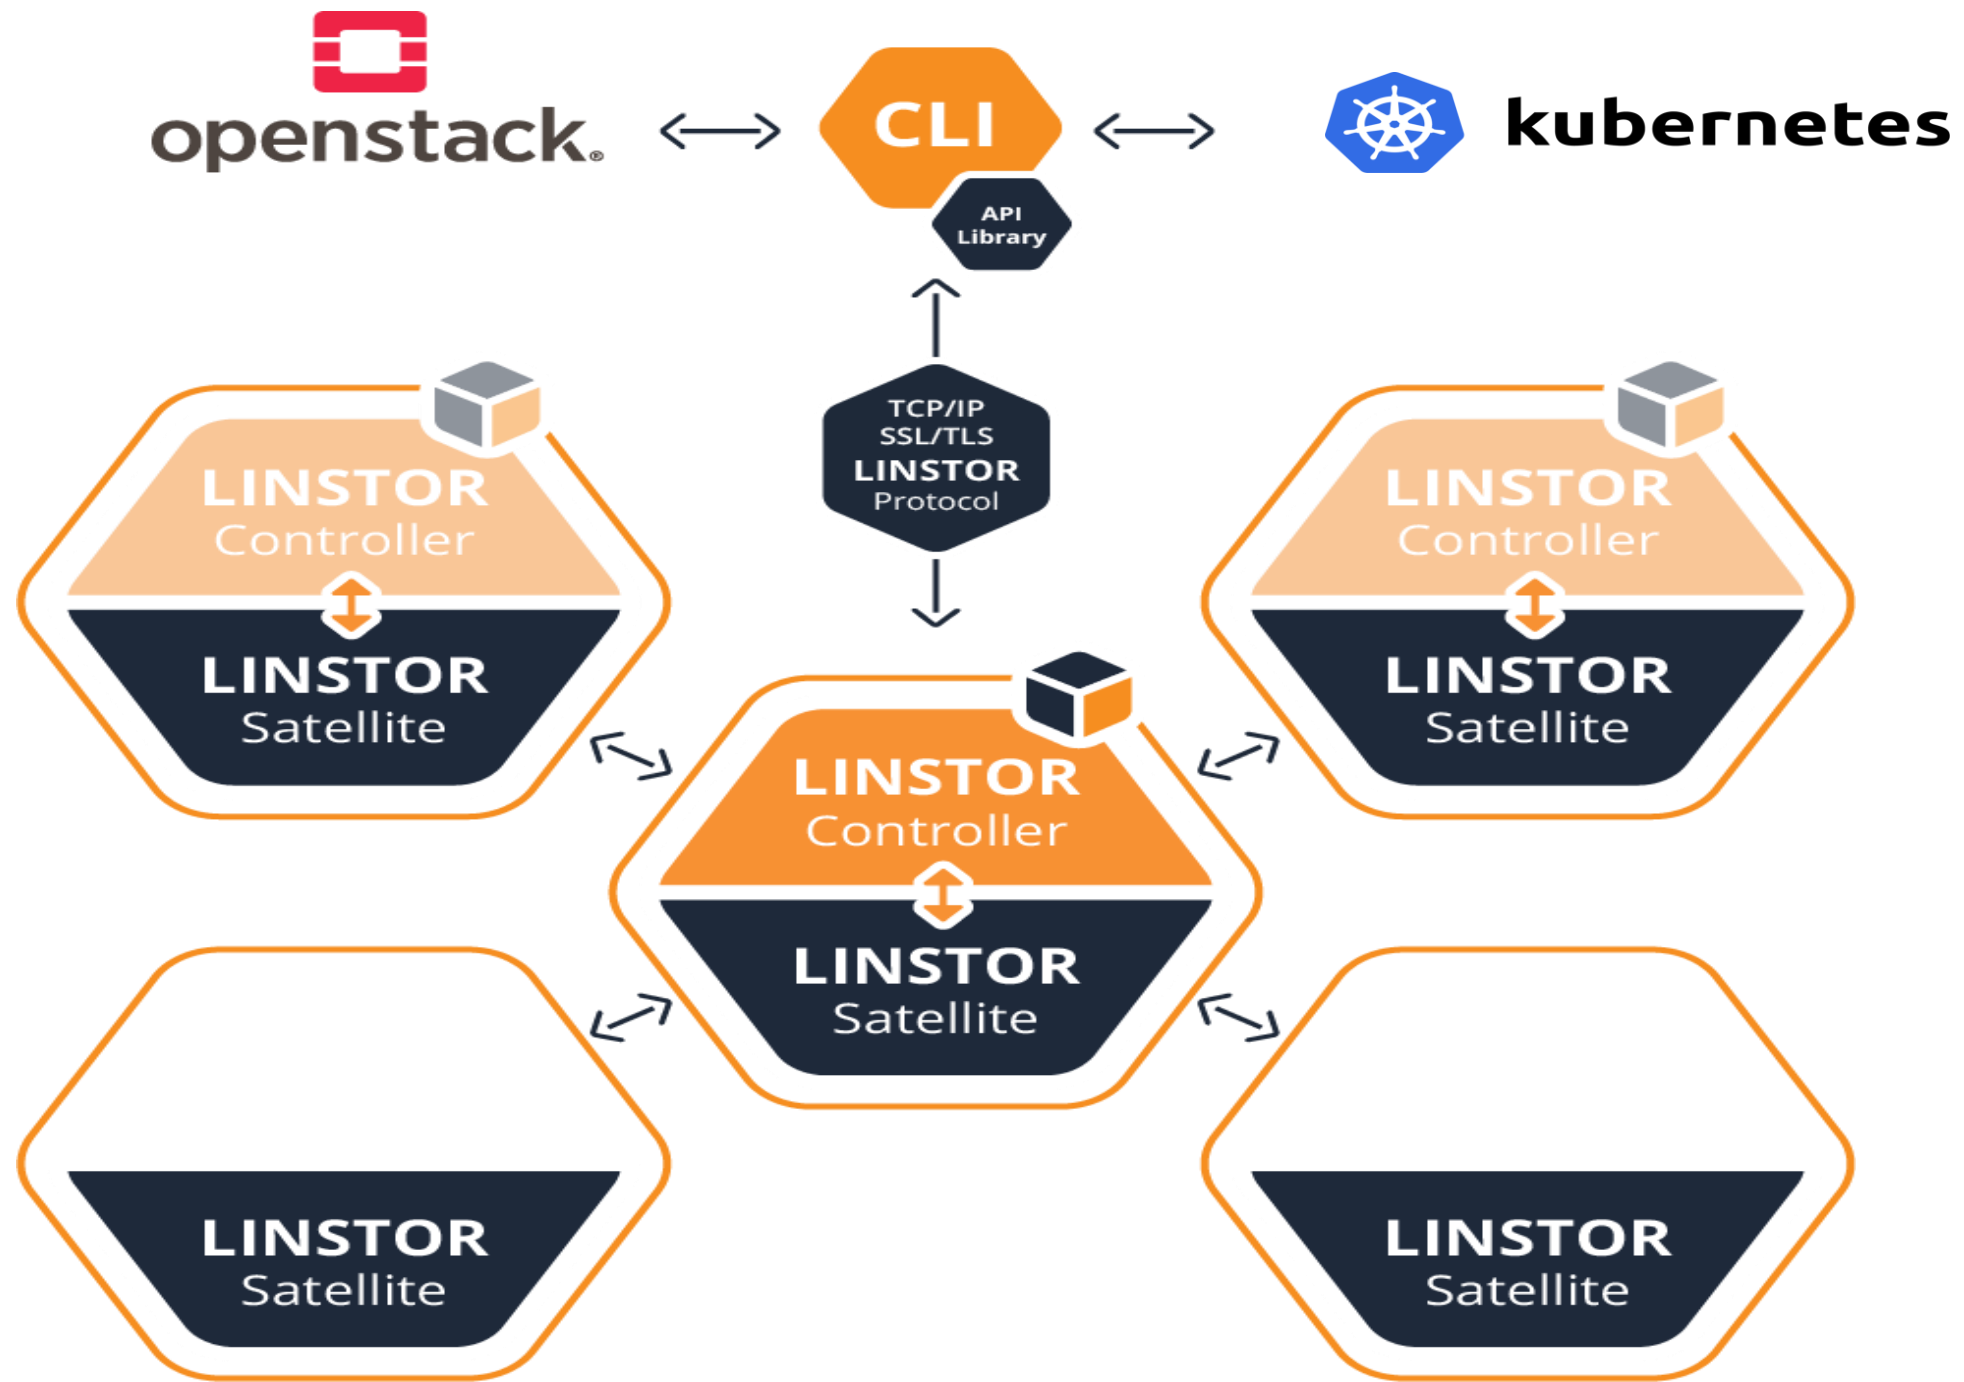 openstack.®
CLI
kubernetes
API
Library
TCP/IP
SSL/TLS
LINSTOR
Protocol
LINSTOR
Controller
LINSTOR
Satellite
LINSTOR
Controller
LINSTOR
Satellite
LINSTOR
Controller
LINSTOR
Satellite
LINSTOR
Satellite
LINSTOR
Satellite